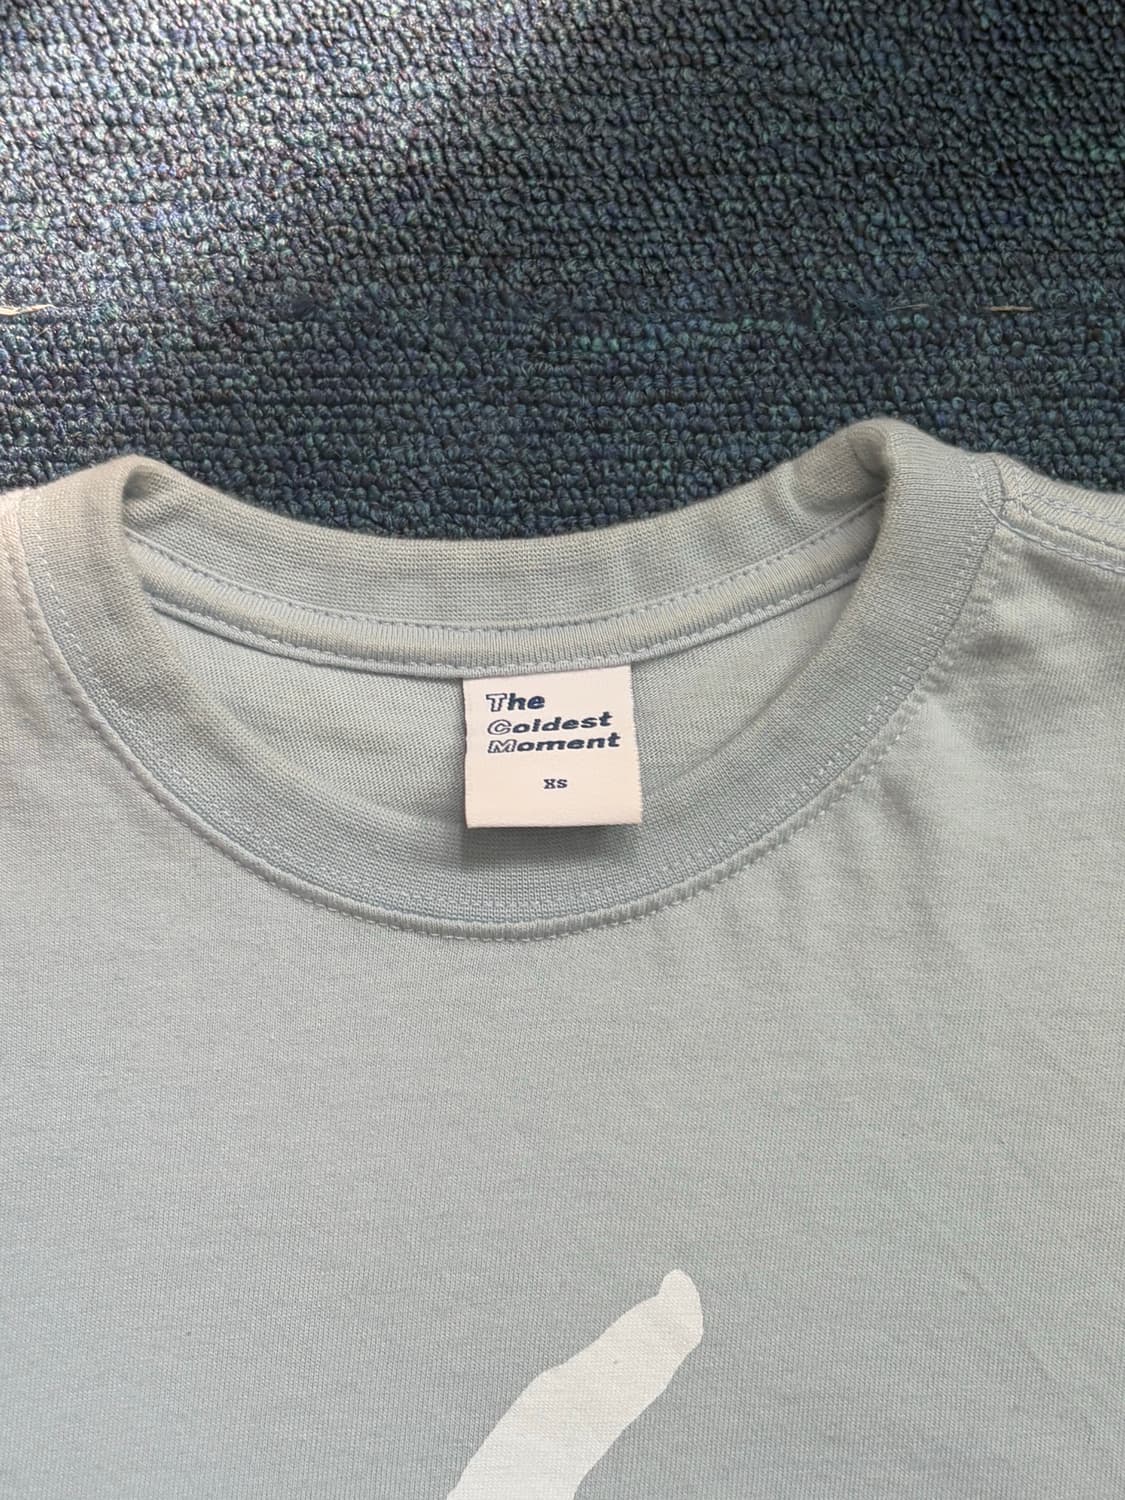 The
Coldest
Moment
XS